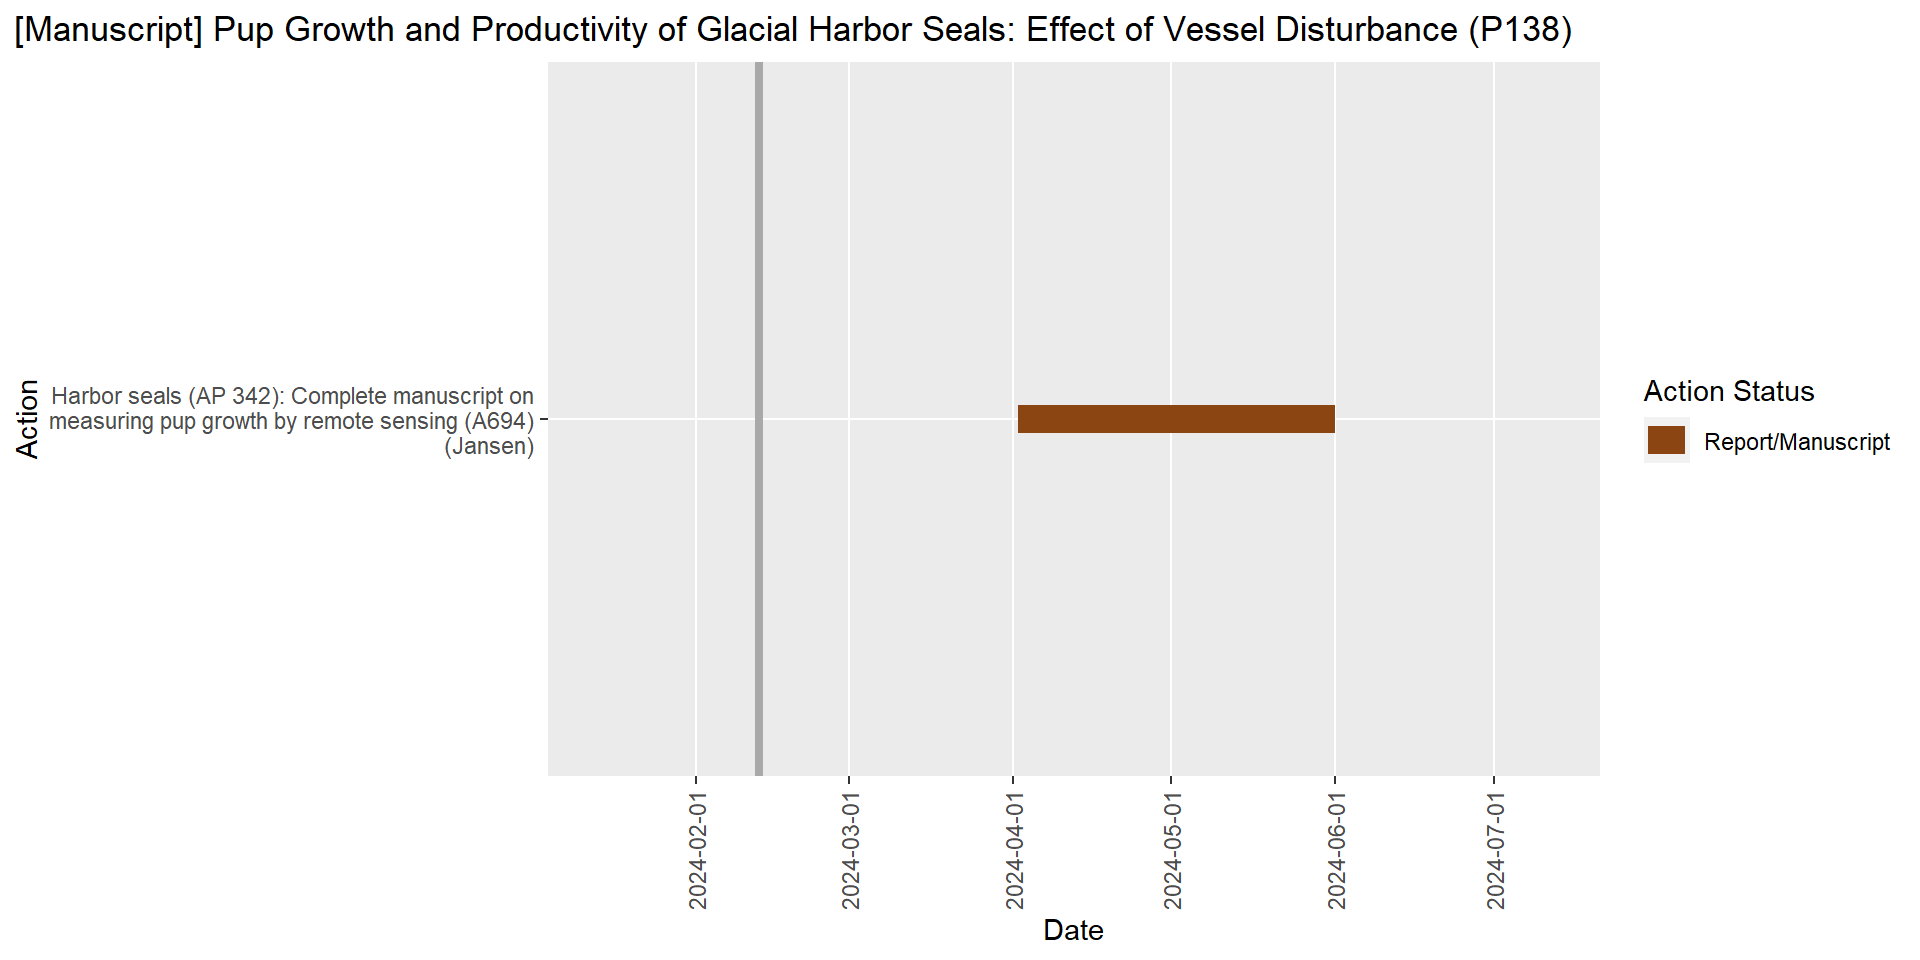 [Manuscript] Pup Growth and Productivity of Glacial Harbor Seals: Effect of Vessel Disturbance (P138)
Action
Harbor seals (AP 342): Complete manuscript on
measuring pup growth by remote sensing (A694)
(Jansen)
2024-02-01
2024-03-01
2024-04-01
2024-05-01
2024-06-01
2024-07-01
Date
Action Status
Report/Manuscript